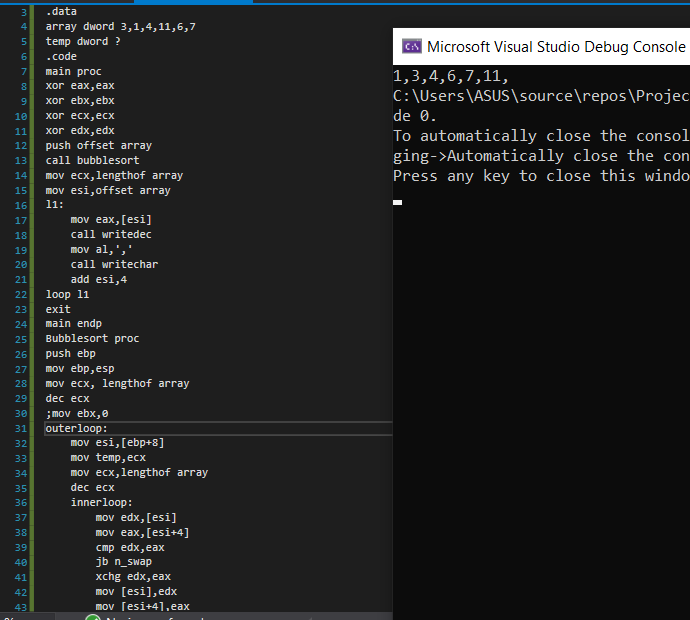 3 .data
4 array dword 3,1,4,11,6,7
5 temp dword ?
6 .code
7 main proc
8 xor eax,eax
9 xor ebx,ebx
10 xor ecx,ecx
11 xor edx,edx
12 push offset array
13 call bubblesort
14 mov ecx,lengthof array
15 mov esi,offset array
16 l1:
17 mov eax,[esi]
18 call writedec
19 mov al,','
20 call writechar
21 add esi,4
22 loop l1
23 exit
24 main endp
25 Bubblesort proc
26 push ebp
27 mov ebp,esp
28 mov ecx, lengthof array
29 dec ecx
30 ;mov ebx,0
31 outerloop:
32 mov esi,[ebp+8]
33 mov temp,ecx
34 mov ecx,lengthof array
35 dec ecx
36 innerloop:
37 mov edx,[esi]
38 mov eax,[esi+4]
39 cmp edx,eax
40 jb n_swap
41 xchg edx,eax
42 mov [esi],edx
43 mov [esi+4],eax
C:\ Microsoft Visual Studio Debug Console
1,3,4,6,7,11,
C:\Users\ASUS\source\repos\Projec
de 0.
To automatically close the consol
ging->Automatically close the con
Press any key to close this windo